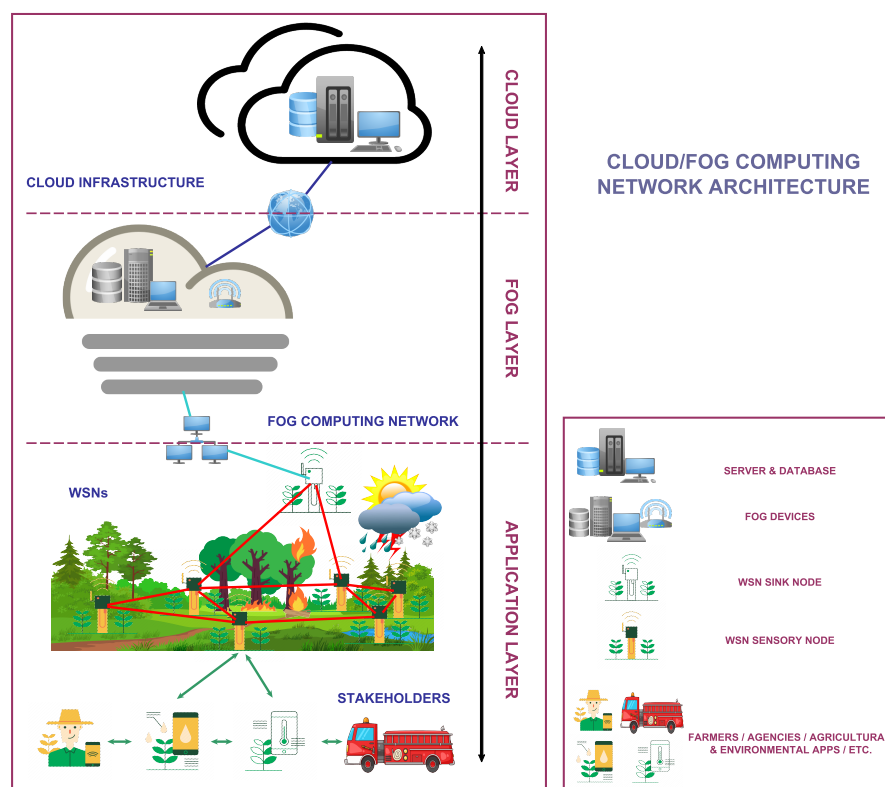 CLOUD LAYER
CLOUD INFRASTRUCTURE
FOG LAYER
FOG COMPUTING NETWORK
WSNs
APPLICATION LAYER
STAKEHOLDERS
CLOUD/FOG COMPUTING
NETWORK ARCHITECTURE
SERVER & DATABASE
FOG DEVICES
WSN SINK NODE
WSN SENSORY NODE
FARMERS / AGENCIES / AGRICULTURA
& ENVIRONMENTAL APPS / ETC.